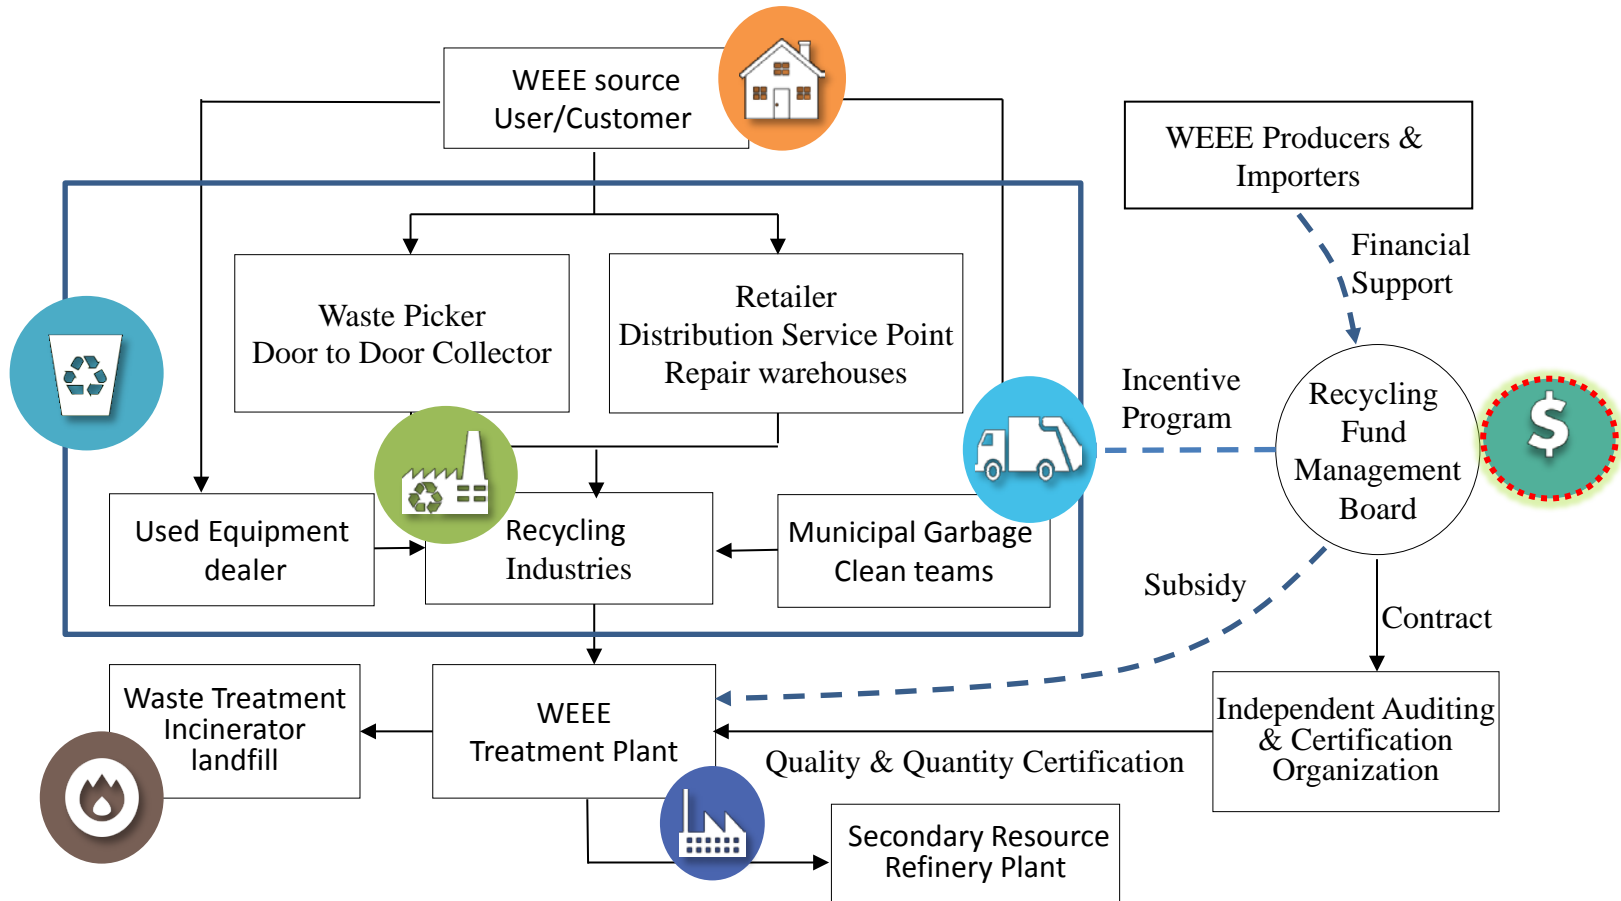 WEEE source
User/Customer
WEEE Producers &
Importers
Financial
Support
Waste Picker
Door to Door Collector
Retailer
Distribution Service Point
Repair warehouses
Incentive
Program
Recycling
Fund
Management
Board
$
Used Equipment
dealer
Recycling
Industries
Municipal Garbage
Clean teams
Subsidy
Contract
Waste Treatment
Incinerator
landfill
WEEE
Treatment Plant
Quality & Quantity Certification
Independent Auditing
& Certification
Organization
Secondary Resource
Refinery Plant